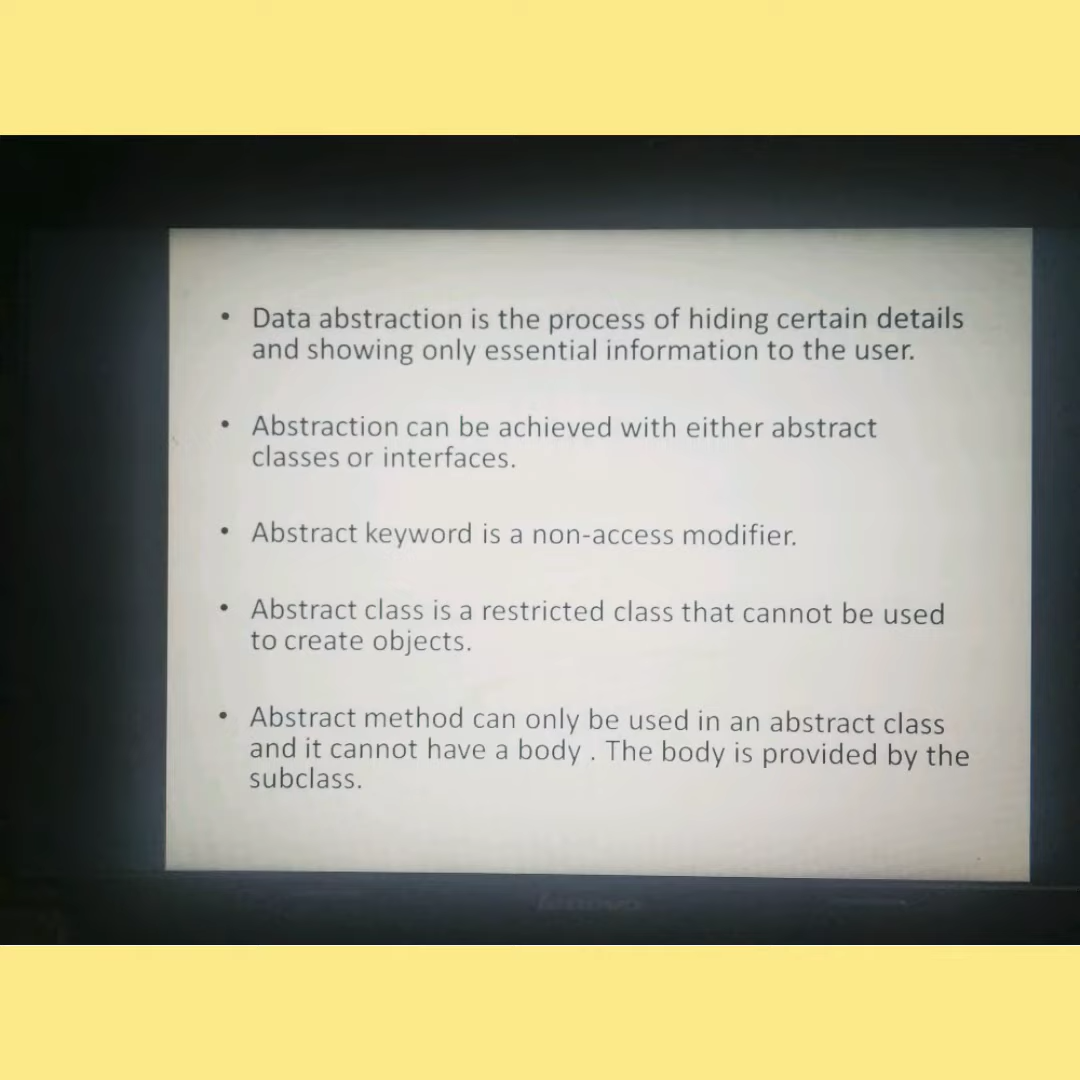 • Data abstraction is the process of hiding certain details
and showing only essential information to the user.
• Abstraction can be achieved with either abstract
classes or interfaces.
• Abstract keyword is a non-access modifier.
• Abstract class is a restricted class that cannot be used
to create objects.
• Abstract method can only be used in an abstract class
and it cannot have a body . The body is provided by the
subclass.